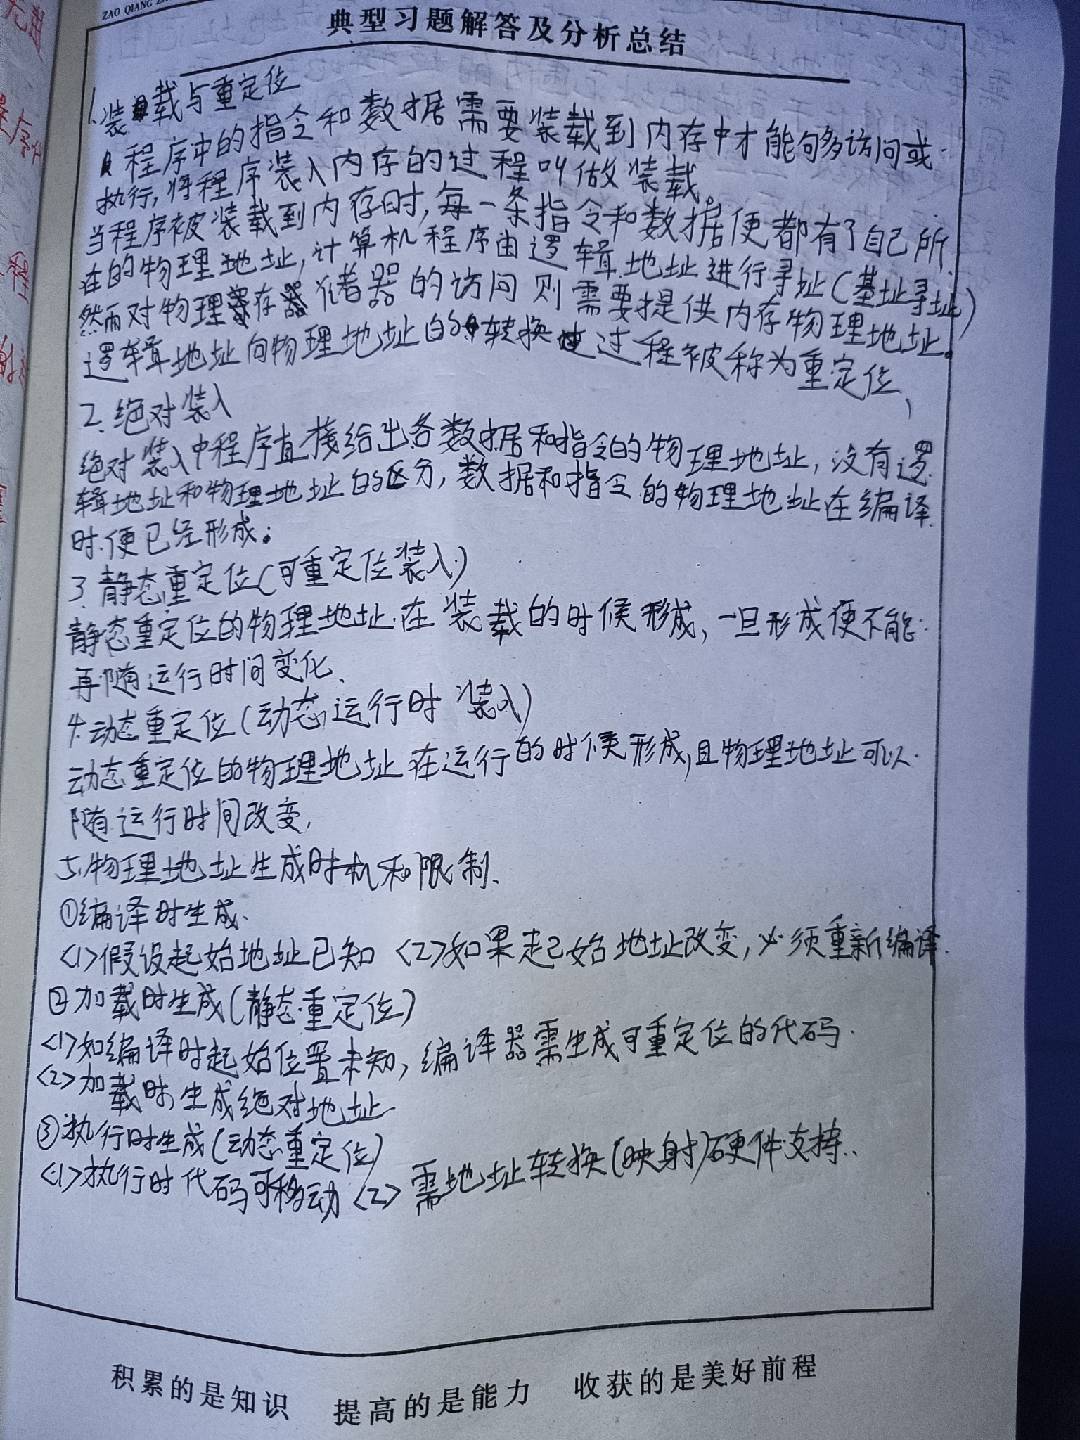 ZAO QIANG
典型习题解答及分析总结
1.装载与重定位
程序中的指令和数据需要装载到内存中才能够访问或
执行,将程序装入内存的过程叫做装载。
当程序被装载到内存时,每一条指令和数据便都有了自己所
在的物理地址,计算机程序由逻辑地址进行寻址(基址寻址)
然而对物理存储器的访问则需要提供内存物理地址。
逻辑地址向物理地址的转换过程被称为重定位、
2.绝对装入
绝对装入中程序直接给出各数据和指令的物理地址,没有逻
辑地址和物理地址的区分,数据和指令的物理地址在编译
时便已经形成。
3.静态重定位(可重定位装入)
静态重定位的物理地址在装载的时候形成,一旦形成便不能
再随运行时间变化、
4.动态重定位(动态运行时装入)
动态重定位的物理地址在运行的时候形成,且物理地址可以
随运行时间改变,
5.物理地址生成时机和限制、
①编译时生成、
<1>假设起始地址已知 <2>如果起始地址改变,必须重新编译
②加载时生成(静态重定位)
<1>如编译时起始位置未知,编译器需生成可重定位的代码
<2>加载时,生成绝对地址
③执行时生成(动态重定位)
<1>执行时代码可移动 <2>需地址转换(映射)硬件支持..
积累的是知识 提高的是能力 收获的是美好前程